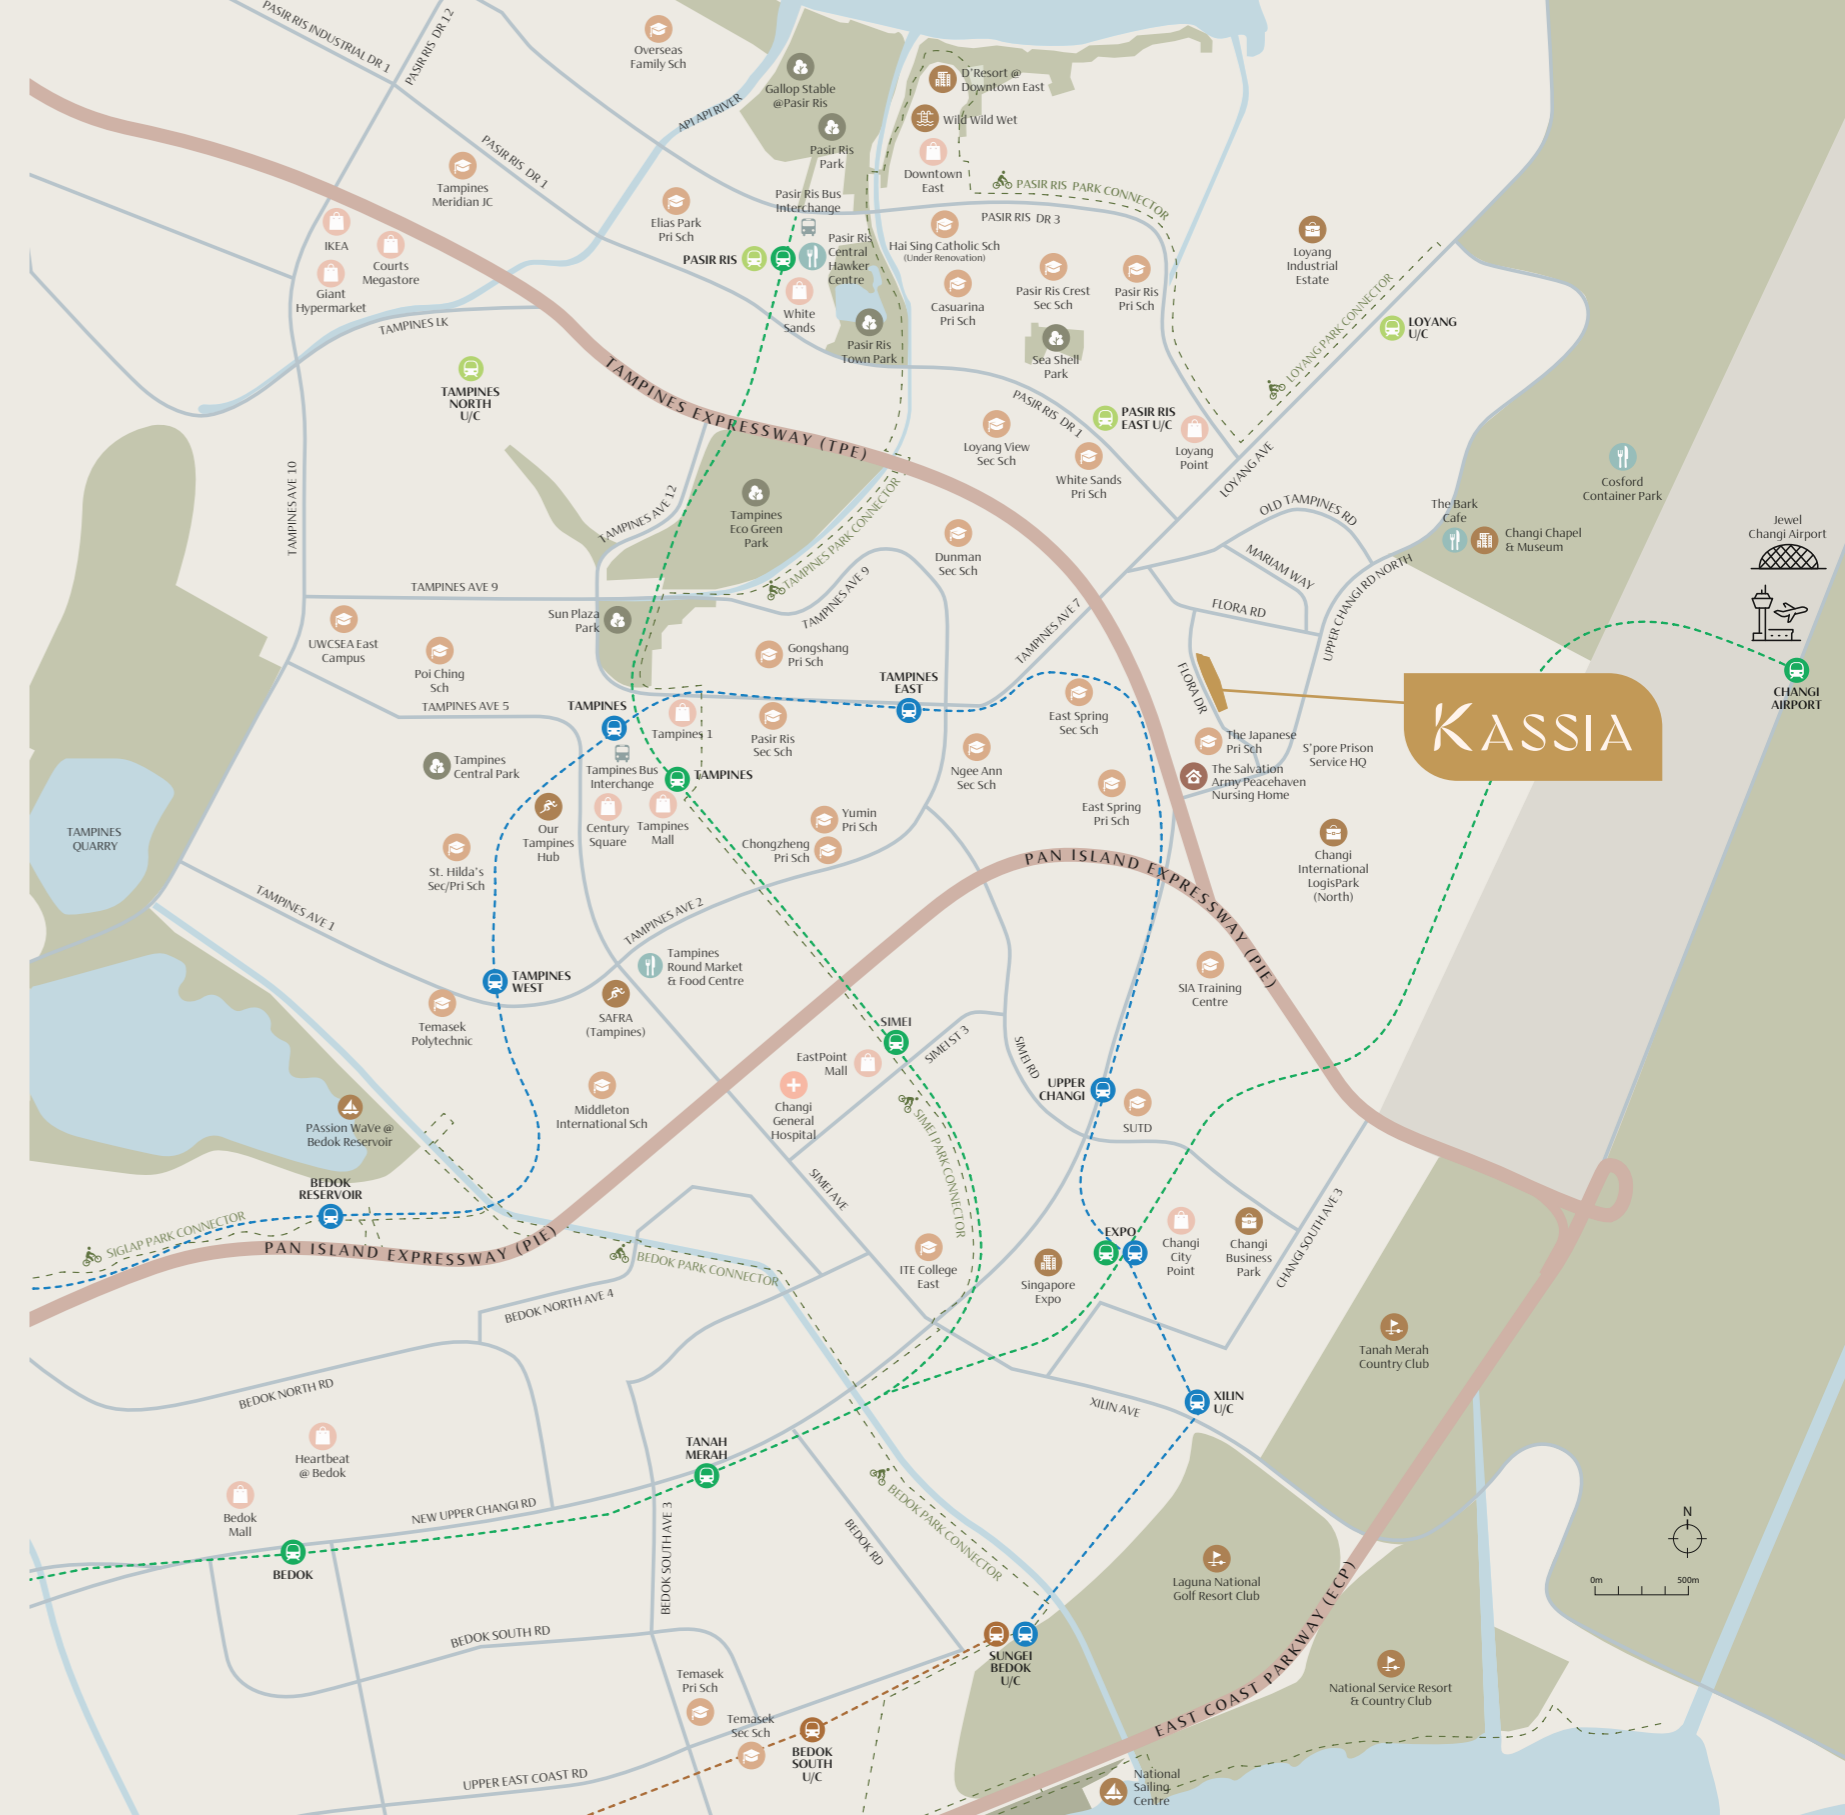 PASIR RIS INDUSTRIAL DR 1
PASIR RIS DR 12
Overseas
Family Sch
Gallop Stable
@Pasir Ris
D'Resort @
Downtown East
API API RIVER
Wild Wild Wet
Pasir Ris
Park
PASIR RIS DR 1
Tampines
Meridian JC
Downtown
East
PASIR RIS PARK CONNECTOR
Pasir Ris Bus
Interchange
PASIR RIS DR 3
Elias Park
Pri Sch
IKEA
Courts
Megastore
Giant
Hypermarket
PASIR RIS
Pasir Ris
Central
Hawker
Centre
Hai Sing Catholic Sch
(Under Renovation)
Loyang
Industrial
Estate
Casuarina
Pri Sch
Pasir Ris Crest
Sec Sch
Pasir Ris
Pri Sch
White
Sands
TAMPINES LK
LOYANG PARK CONNECTOR
LOYANG
U/C
Pasir Ris
Town Park
Sea Shell
Park
TAMPINES
NORTH
U/C
TAMPINES EXPRESSWAY (TPE)
PASIR RIS DR 1
PASIR RIS
EAST U/C
Loyang
Point
Loyang View
Sec Sch
White Sands
Pri Sch
LOYANG AVE
Cosford
Container Park
TAMPINES AVE 10
TAMPINES AVE 12
Tampines
Eco Green
Park
TAMPINES PARK CONNECTOR
OLD TAMPINES RD
The Bark
Cafe
Changi Chapel
& Museum
Jewel
Changi Airport
Dunman
Sec Sch
MARIAM WAY
UPPER CHANGI RD NORTH
TAMPINES AVE 9
TAMPINES AVE 9
Sun Plaza
Park
FLORA RD
TAMPINES AVE 7
UWCSEA East
Campus
Poi Ching
Sch
Gongshang
Pri Sch
FLORA DR
TAMPINES
EAST
CHANGI
AIRPORT
TAMPINES AVE 5
TAMPINES
Tampines 1
Pasir Ris
Sec Sch
East Spring
Sec Sch
KASSIA
The Japanese
Pri Sch
S'pore Prison
Service HQ
Tampines
Central Park
Tampines Bus
Interchange
TAMPINES
Ngee Ann
Sec Sch
The Salvation
Army Peacehaven
Nursing Home
TAMPINES
QUARRY
Our
Tampines
Hub
Century
Square
Tampines
Mall
Yumin
Pri Sch
Chongzheng
Pri Sch
East Spring
Pri Sch
St. Hilda's
Sec/Pri Sch
PAN ISLAND EXPRESSWAY (PIE)
Changi
International
LogisPark
(North)
TAMPINES AVE 1
TAMPINES AVE 2
Tampines
Round Market
& Food Centre
TAMPINES
WEST
SAFRA
(Tampines)
SIA Training
Centre
Temasek
Polytechnic
SIMEI
SIMEI ST 3
EastPoint
Mall
SIMEI RD
UPPER
CHANGI
Changi
General
Hospital
Middleton
International Sch
PAssion WaVe @
Bedok Reservoir
SIMEI PARK CONNECTOR
SUTD
SIMEI AVE
BEDOK
RESERVOIR
SIGLAP PARK CONNECTOR
PAN ISLAND EXPRESSWAY (PIE)
BEDOK PARK CONNECTOR
ITE College
East
EXPO
Singapore
Expo
Changi
City
Point
Changi
Business
Park
CHANGI SOUTH AVE 3
BEDOK NORTH AVE 4
Tanah Merah
Country Club
BEDOK NORTH RD
XILIN AVE
XILIN
U/C
Heartbeat
@ Bedok
TANAH
MERAH
Bedok
Mall
NEW UPPER CHANGI RD
BEDOK PARK CONNECTOR
BEDOK SOUTH AVE 3
BEDOK RD
N
0m
500m
BEDOK
Laguna National
Golf Resort Club
EAST COAST PARKWAY (ECP)
BEDOK SOUTH RD
SUNGEI
BEDOK
U/C
Temasek
Pri Sch
National Service Resort
& Country Club
Temasek
Sec Sch
BEDOK
SOUTH
U/C
UPPER EAST COAST RD
National
Sailing
Centre